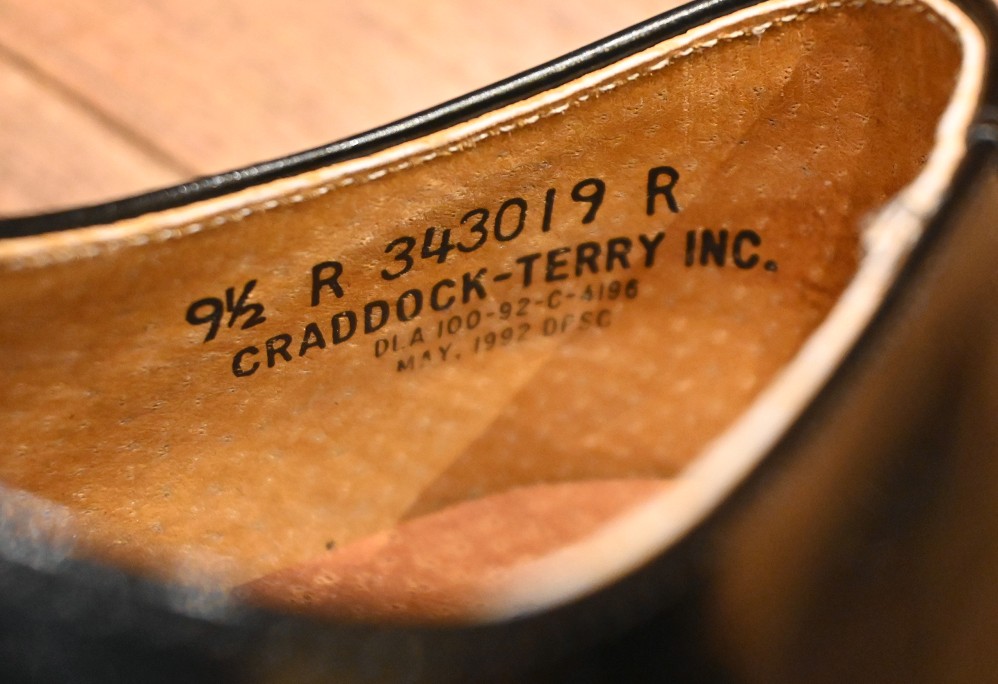 9½ R 343019 R
CRADDOCK-TERRY INC.
DLA 100-92-C-4196
MAY, 1992 DPSC